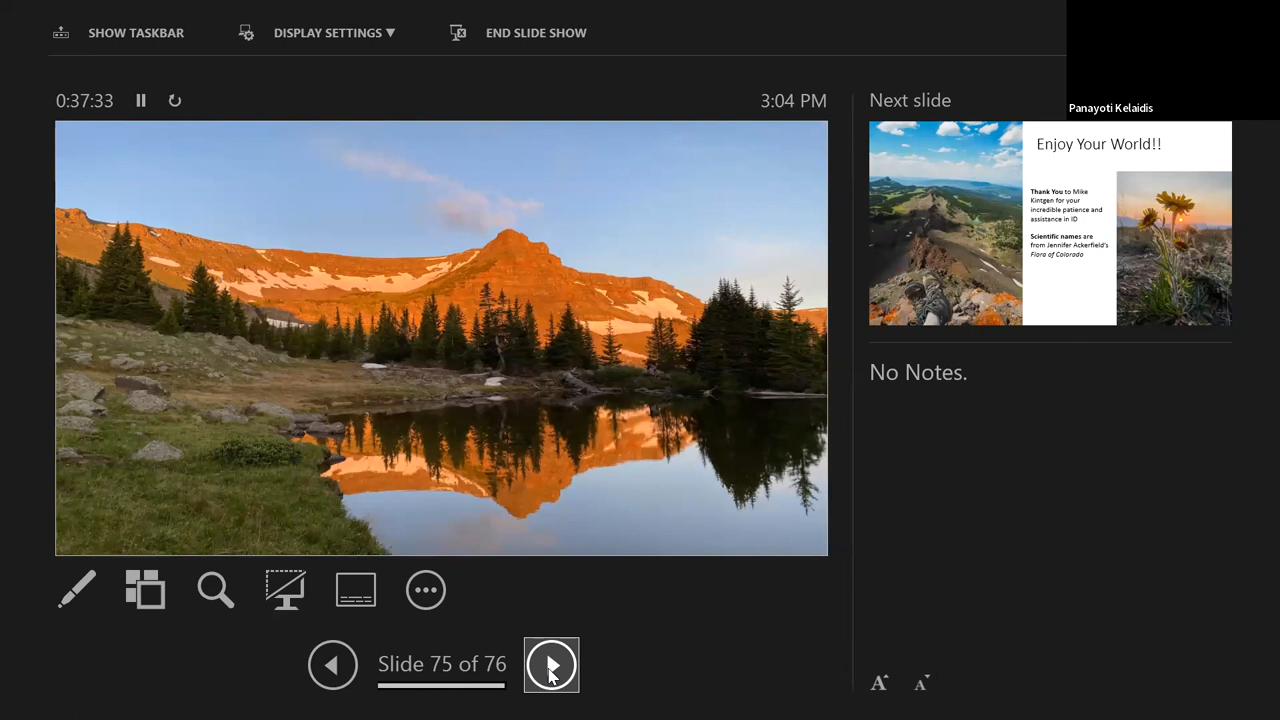 SHOW TASKBAR
DISPLAY SETTINGS ▼
END SLIDE SHOW
Panayoti Kelaidis
0:37:33
3:04 PM
Next slide
Enjoy Your World!!
Thank You to Mike
Kintgen for your
incredible patience and
assistance in ID
Scientific names are
from Jennifer Ackerfield's
Flora of Colorado
No Notes.
Slide 75 of 76
A A